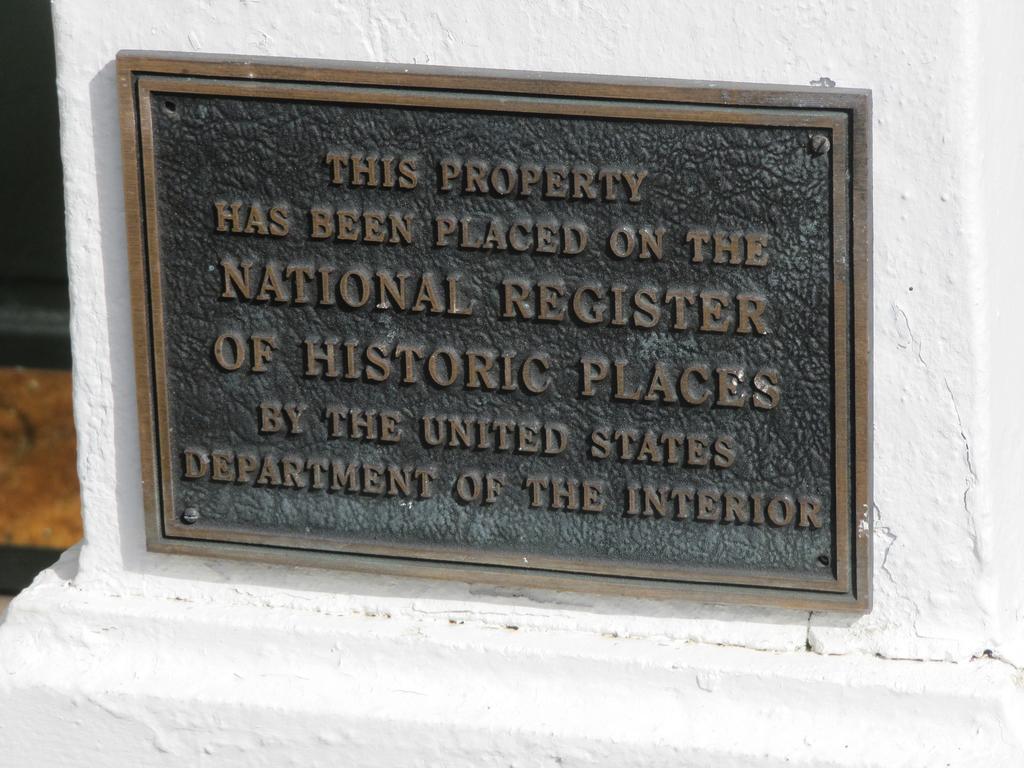 THIS PROPERTY
HAS BEEN PLACED ON THE
NATIONAL REGISTER
OF HISTORIC PLACES
BY THE UNITED STATES
DEPARTMENT OF THE INTERIOR